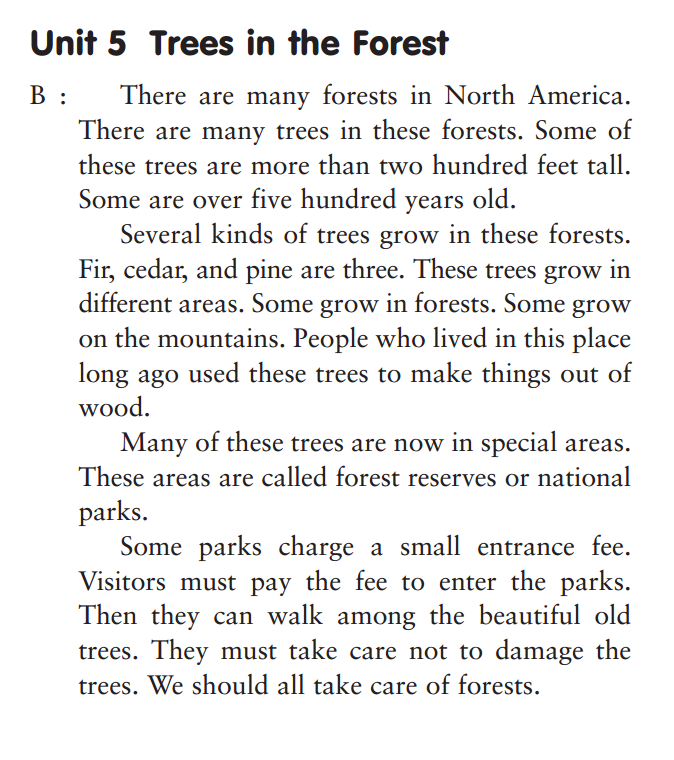 Unit 5 Trees in the Forest
B : There are many forests in North America.
There are many trees in these forests. Some of
these trees are more than two hundred feet tall.
Some are over five hundred years old.
Several kinds of trees grow in these forests.
Fir, cedar, and pine are three. These trees grow in
different areas. Some grow in forests. Some grow
on the mountains. People who lived in this place
long ago used these trees to make things out of
wood.
Many of these trees are now in special areas.
These areas are called forest reserves or national
parks.
Some parks charge a small entrance fee.
Visitors must pay the fee to enter the parks.
Then they can walk among the beautiful old
trees. They must take care not to damage the
trees. We should all take care of forests.